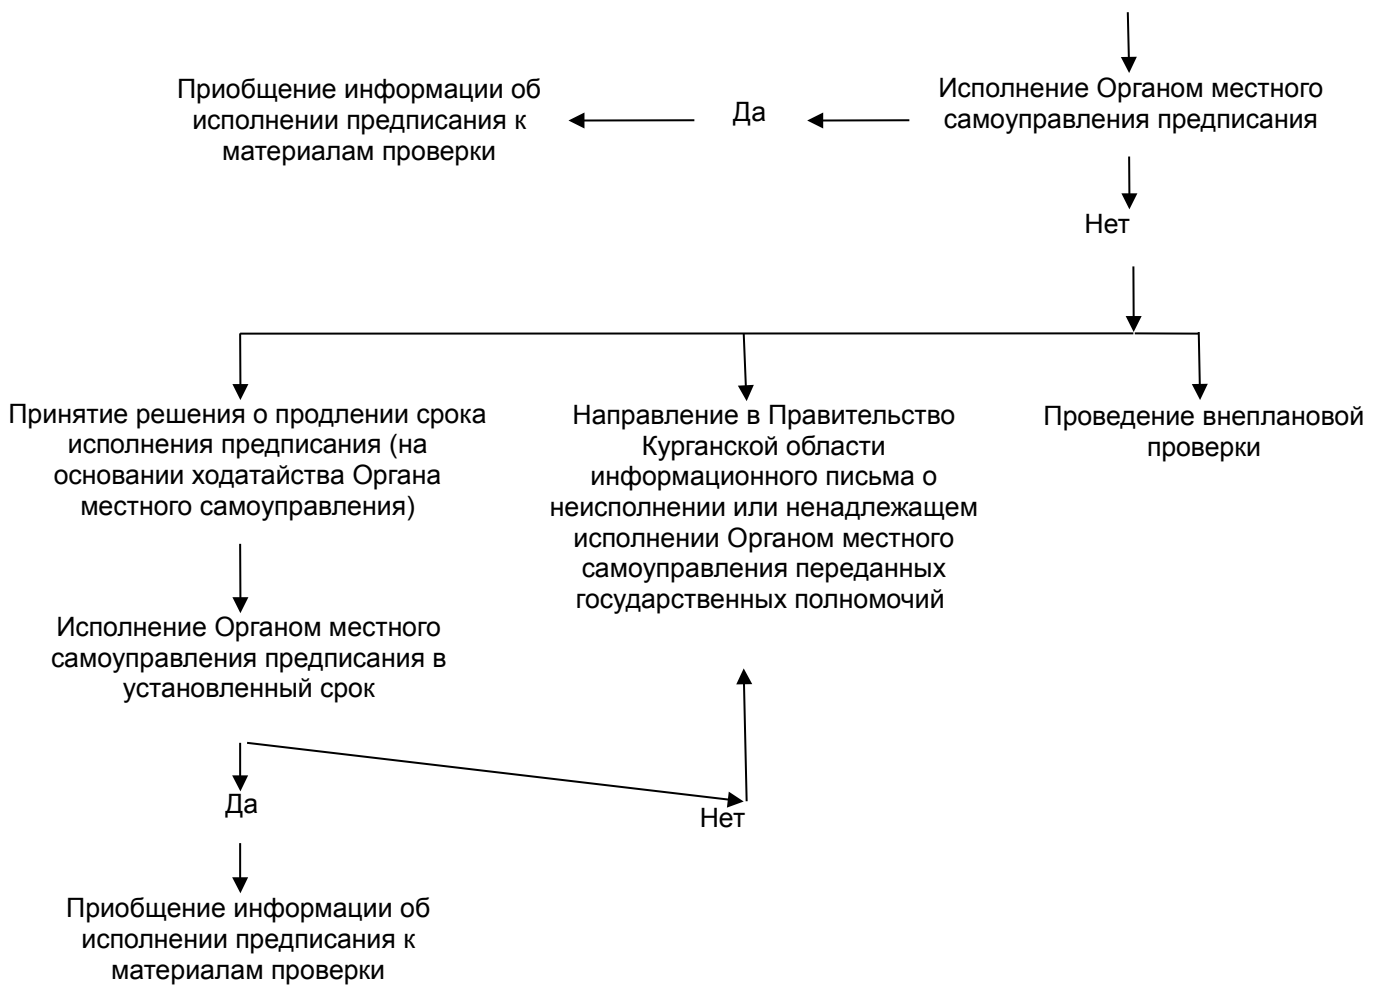 Приобщение информации об
исполнении предписания к
материалам проверки
Да
Исполнение Органом местного
самоуправления предписания
Нет
Принятие решения о продлении срока
исполнения предписания (на
основании ходатайства Органа
местного самоуправления)
Направление в Правительство
Курганской области
информационного письма о
неисполнении или ненадлежащем
исполнении Органом местного
самоуправления переданных
государственных полномочий
Проведение внеплановой
проверки
Исполнение Органом местного
самоуправления предписания в
установленный срок
Да
Нет
Приобщение информации об
исполнении предписания к
материалам проверки